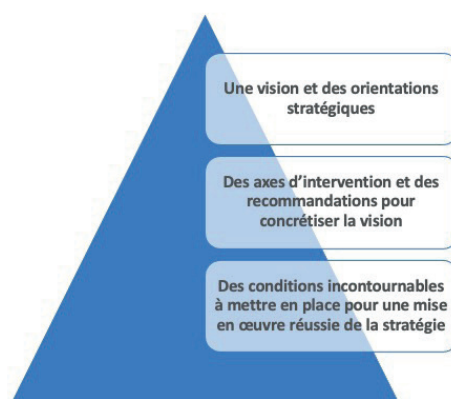 Une vision et des orientations
stratégiques
Des axes d’intervention et des
recommandations pour
concrétiser la vision
Des conditions incontournables
à mettre en place pour une mise
en œuvre réussie de la stratégie